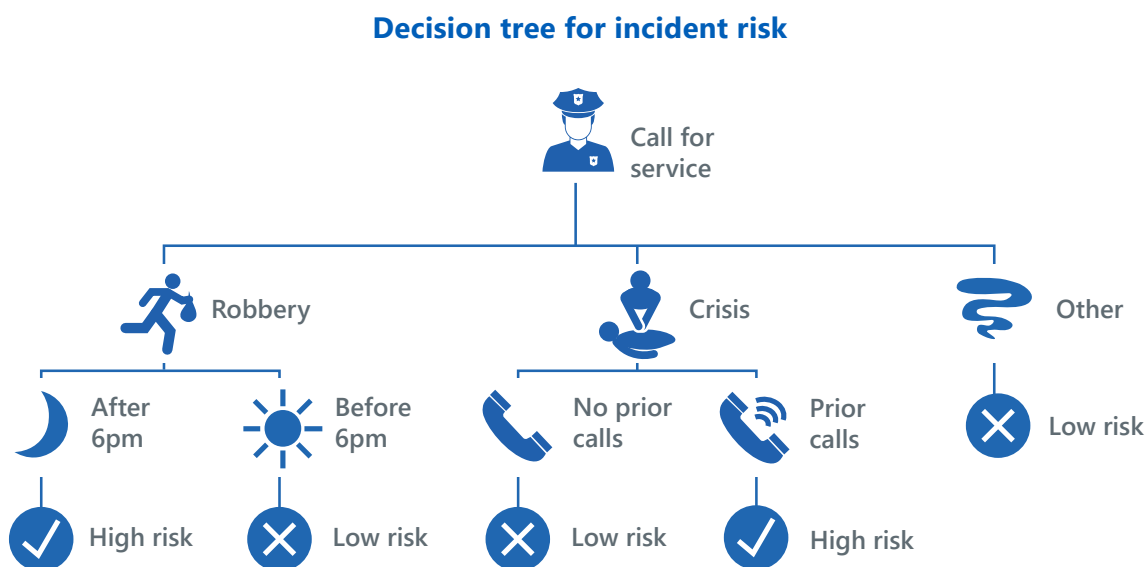 Decision tree for incident risk
Call for
service
Robbery
Crisis
Other
After
6pm
Before
6pm
No prior
calls
Prior
calls
Low risk
High risk
Low risk
Low risk
High risk